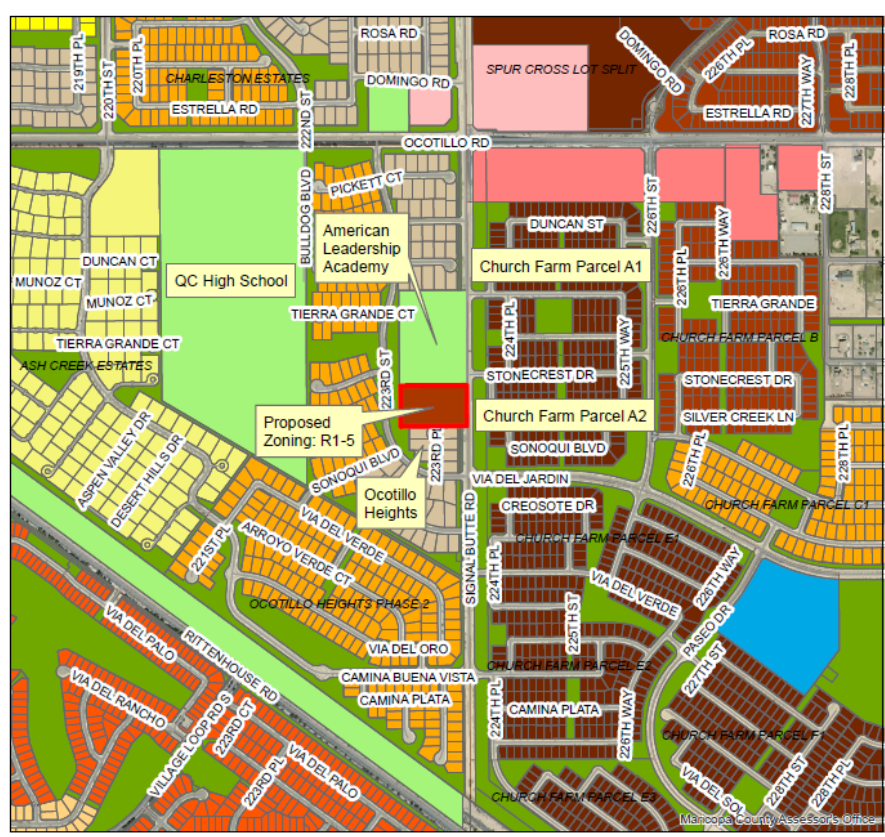 219TH PL
220TH ST
220TH PL
CHARLESTON ESTATES
ESTRELLA RD
222ND ST
ROSA RD
DOMINGO RD
SPUR CROSS LOT SPLIT
DOMINGO RD
226TH PL
ROSA RD
227TH WAY
228TH PL
ESTRELLA RD
OCOTILLO RD
BULLDOG BLVD
PICKETT CT
226TH ST
228TH ST
American
Leadership
Academy
DUNCAN ST
226TH WAY
226TH PL
DUNCAN CT
MUNOZ CT
MUNOZ CT
QC High School
Church Farm Parcel A1
TIERRA GRANDE CT
TIERRA GRANDE
224TH PL
225TH WAY
CHURCH FARM PARCEL B
TIERRA GRANDE CT
ASH CREEK ESTATES
223RD ST
STONECREST DR
STONECREST DR
Proposed
Zoning: R1-5
Church Farm Parcel A2
SILVER CREEK LN
ASPEN VALLEY DR
DESERT HILLS DR
223RD PL
SONOQUI BLVD
SONOQUI BLVD
226TH PL
228TH PL
Ocotillo
Heights
VIA DEL JARDIN
CREOSOTE DR
CHURCH FARM PARCEL C1
221ST PL
VIA DEL VERDE
ARROYO VERDE CT
SIGNAL BUTTE RD
CHURCH FARM PARCEL E1
224TH PL
VIA DEL VERDE
226TH WAY
OCOTILLO HEIGHTS PHASE 2
225TH ST
PASEO DR
VIA DEL PALO
RITTENHOUSE RD
VIA DEL ORO
227TH ST
CHURCH FARM PARCEL E2
CAMINA BUENA VISTA
VIA DEL RANCHO
CAMINA PLATA
224TH PL
CAMINA PLATA
226TH WAY
VILLAGE LOOP RD S
223RD CT
223RD PL
VIA DEL PALO
CHURCH FARM PARCEL F1
VIA DEL SOL
228TH ST
228TH PL
CHURCH FARM PARCEL E3
Maricopa County Assessor's Office